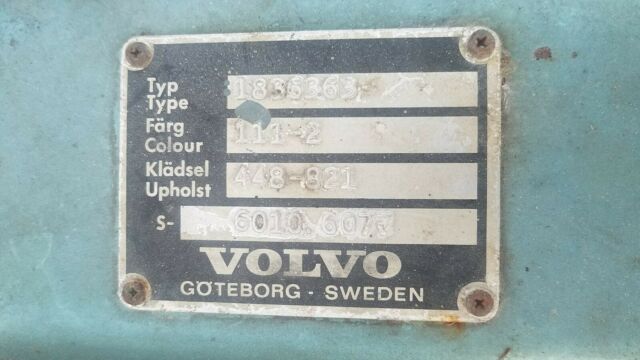 Typ 1836363
Type
Färg 111-2
Colour
Klädsel 448-821
Upholst
S- 6010 607
VOLVO
GÖTEBORG - SWEDEN